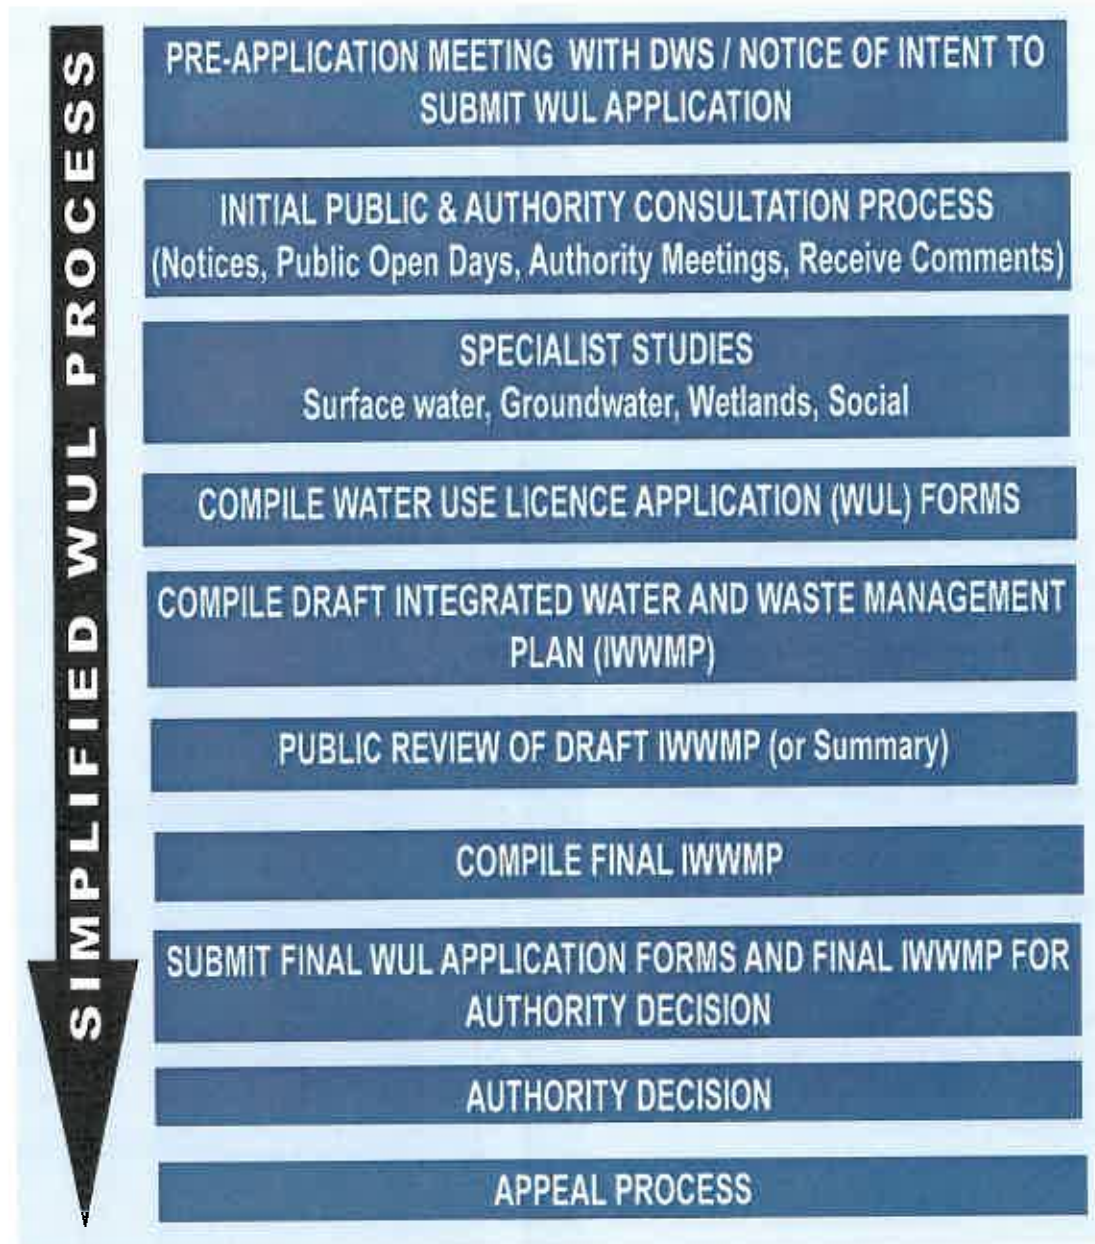 SIMPLIFIED WUL PROCESS
PRE-APPLICATION MEETING WITH DWS / NOTICE OF INTENT TO
SUBMIT WUL APPLICATION
INITIAL PUBLIC & AUTHORITY CONSULTATION PROCESS
(Notices, Public Open Days, Authority Meetings, Receive Comments)
SPECIALIST STUDIES
Surface water, Groundwater, Wetlands, Social
COMPILE WATER USE LICENCE APPLICATION (WUL) FORMS
COMPILE DRAFT INTEGRATED WATER AND WASTE MANAGEMENT
PLAN (IWWMP)
PUBLIC REVIEW OF DRAFT IWWMP (or Summary)
COMPILE FINAL IWWMP
SUBMIT FINAL WUL APPLICATION FORMS AND FINAL IWWMP FOR
AUTHORITY DECISION
AUTHORITY DECISION
APPEAL PROCESS